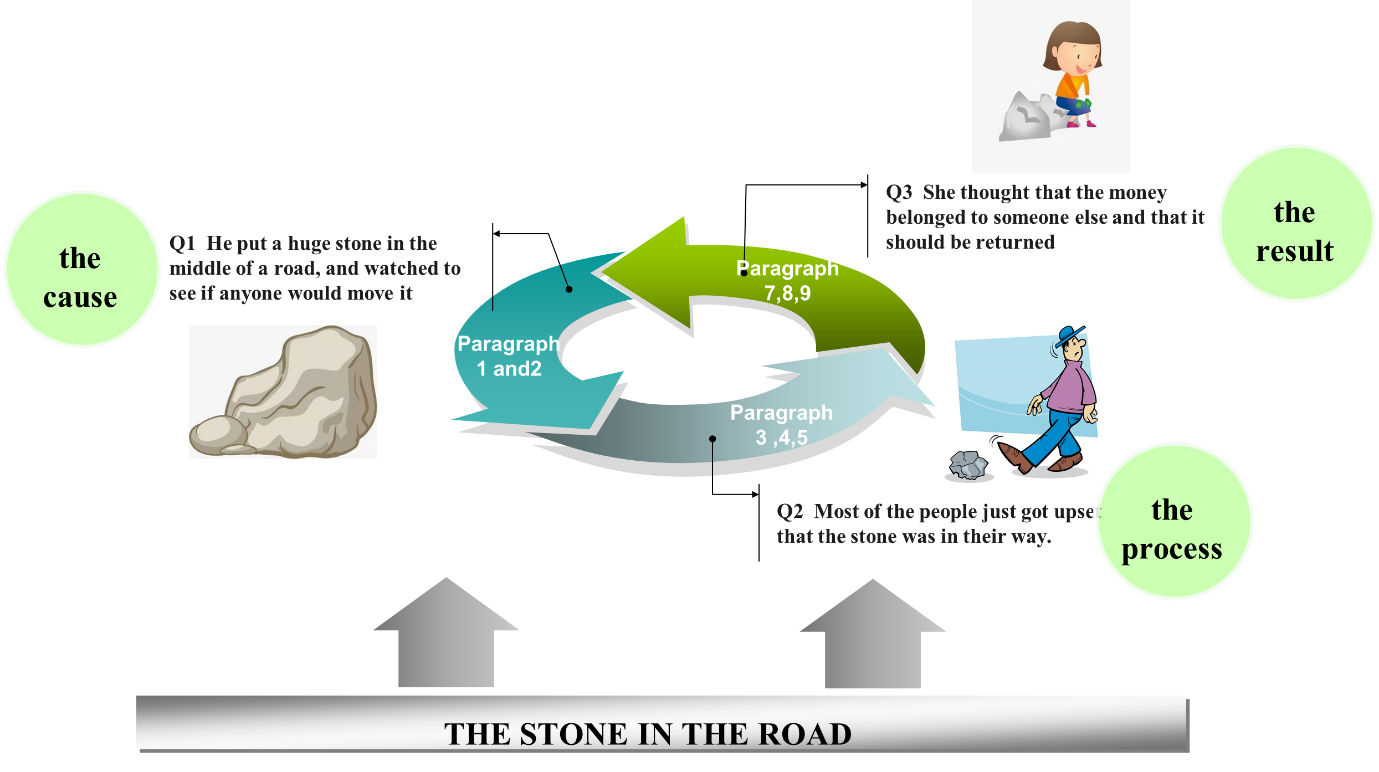 the
cause
Q1 He put a huge stone in the
middle of a road, and watched to
see if anyone would move it
Paragraph
1 and2
Q2 Most of the people just got upset
that the stone was in their way.
the
process
Paragraph
3 ,4,5
Q3 She thought that the money
belonged to someone else and that it
should be returned
the
result
Paragraph
7,8,9
THE STONE IN THE ROAD